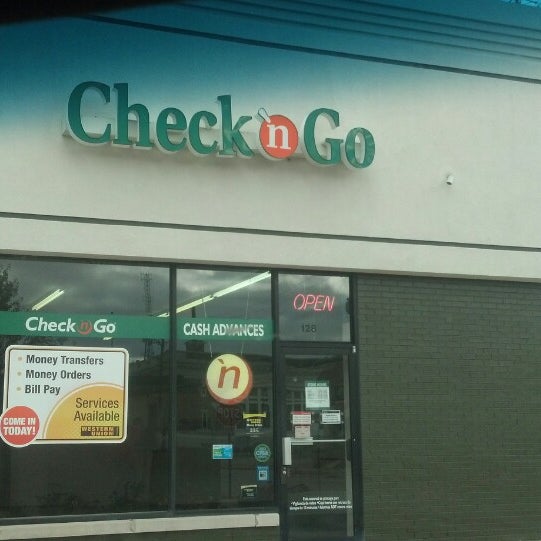 Check 'n Go
OPEN
128
Check 'n Go
CASH ADVANCES
• Money Transfers
• Money Orders
• Bill Pay
Services
Available
WESTERN
UNION
COME IN
TODAY!
'n